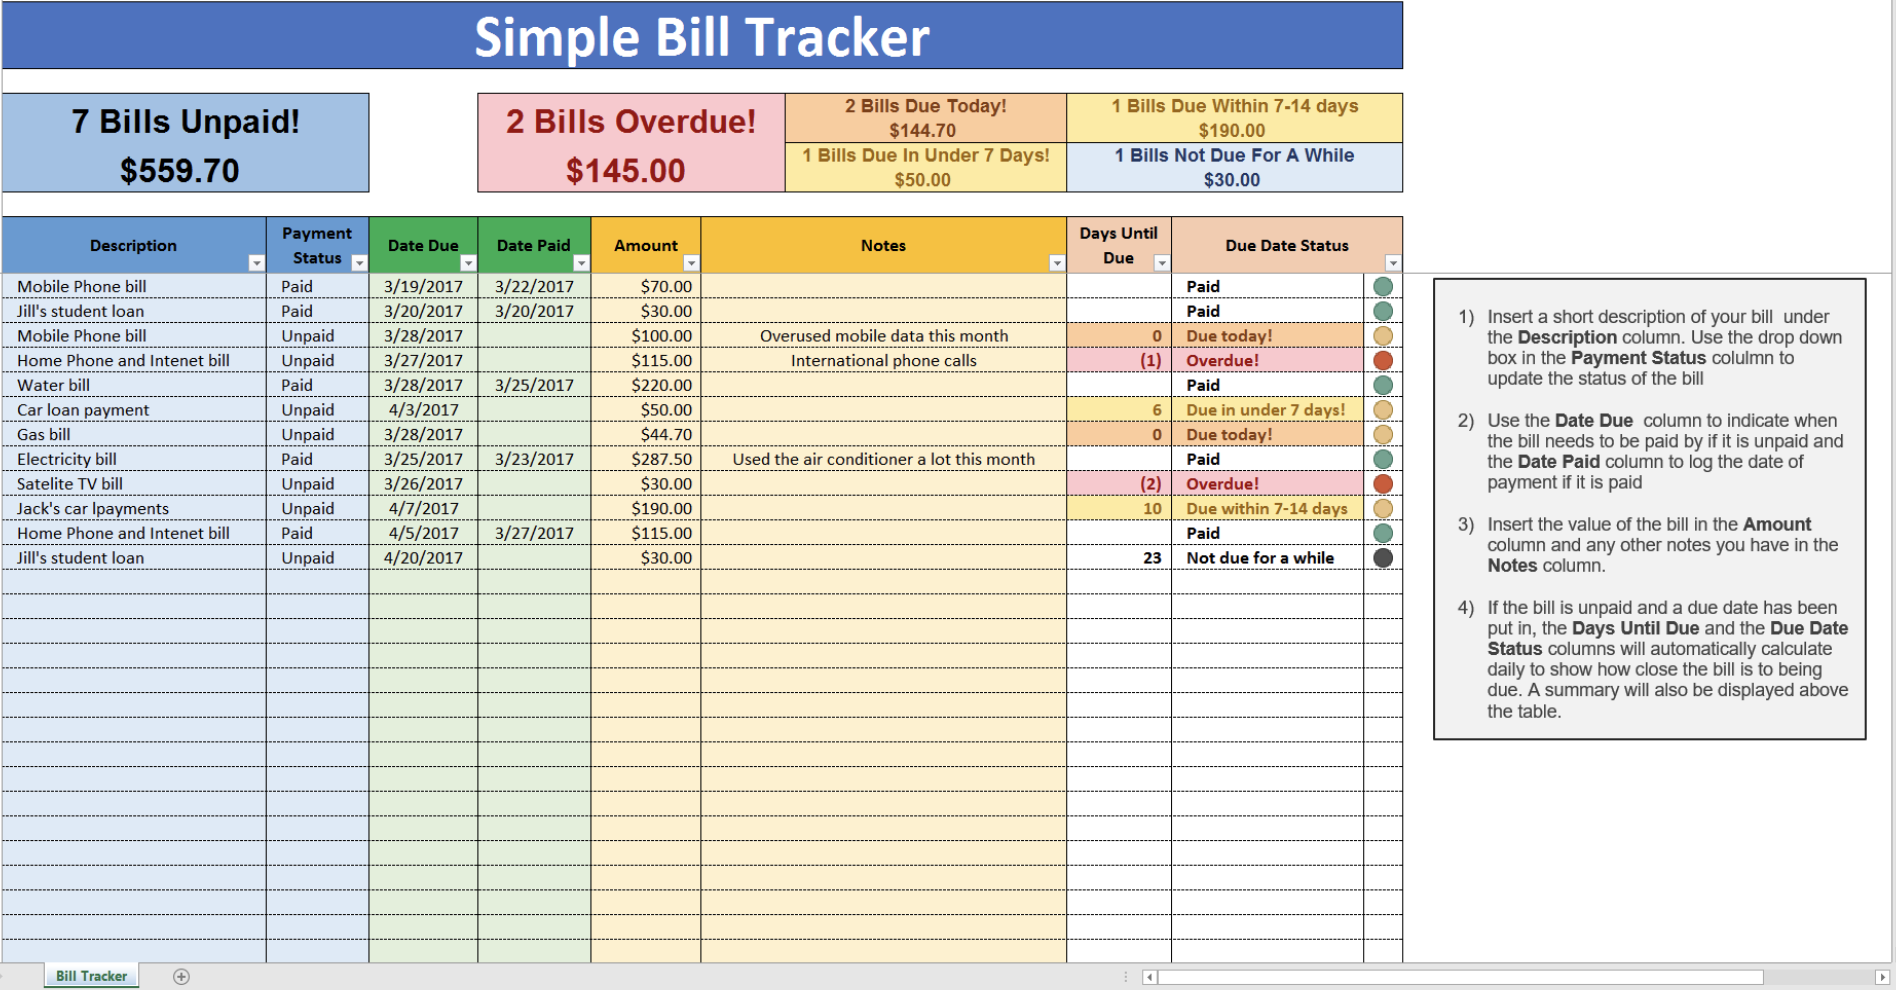 Simple Bill Tracker
7 Bills Unpaid!
$559.70
2 Bills Overdue!
$145.00
2 Bills Due Today!
$144.70
1 Bills Due Within 7-14 days
$190.00
1 Bills Due In Under 7 Days!
$50.00
1 Bills Not Due For A While
$30.00
Description Payment Status Date Due Date Paid Amount Notes Days Until Due Due Date Status
Mobile Phone bill Paid 3/19/2017 3/22/2017 $70.00 Paid
Jill's student loan Paid 3/20/2017 3/20/2017 $30.00 Paid
Mobile Phone bill Unpaid 3/28/2017 $100.00 Overused mobile data this month 0 Due today!
Home Phone and Intenet bill Unpaid 3/27/2017 $115.00 International phone calls (1) Overdue!
Water bill Paid 3/28/2017 3/25/2017 $220.00 Paid
Car loan payment Unpaid 4/3/2017 $50.00 6 Due in under 7 days!
Gas bill Unpaid 3/28/2017 $44.70 0 Due today!
Electricity bill Paid 3/25/2017 3/23/2017 $287.50 Used the air conditioner a lot this month Paid
Satelite TV bill Unpaid 3/26/2017 $30.00 (2) Overdue!
Jack's car lpayments Unpaid 4/7/2017 $190.00 10 Due within 7-14 days
Home Phone and Intenet bill Paid 4/5/2017 3/27/2017 $115.00 Paid
Jill's student loan Unpaid 4/20/2017 $30.00 23 Not due for a while
1) Insert a short description of your bill under
the Description column. Use the drop down
box in the Payment Status colulmn to
update the status of the bill
2) Use the Date Due column to indicate when
the bill needs to be paid by if it is unpaid and
the Date Paid column to log the date of
payment if it is paid
3) Insert the value of the bill in the Amount
column and any other notes you have in the
Notes column.
4) If the bill is unpaid and a due date has been
put in, the Days Until Due and the Due Date
Status columns will automatically calculate
daily to show how close the bill is to being
due. A summary will also be displayed above
the table.
Bill Tracker